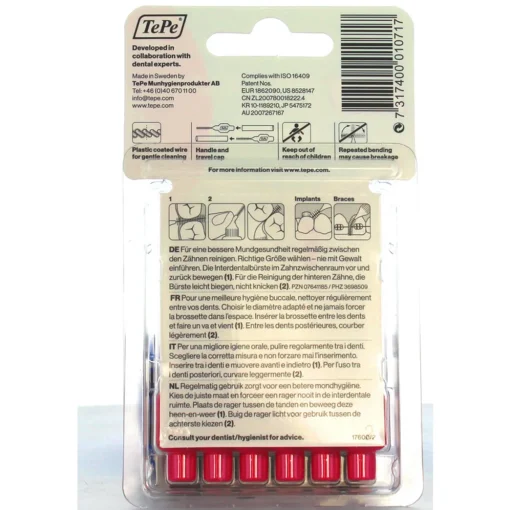 TePe
Developed in
collaboration with
dental experts.
Made in Sweden by
TePe Munhygienprodukter AB
Tel: +46 (0)40 670 11 00
info@tepe.com
www.tepe.com
Complies with ISO 16409
Patent Nos.
EUR 1862090, US 8528147
CN ZL200780018222.4
KR 10-1189210, JP 5475172
AU 2007267167
7 317400 010717
Plastic coated wire
for gentle cleaning
Handle and
travel cap
Keep out of
reach of children
Repeated bending
may cause breakage
For more information visit www.tepe.com
1
2
Implants
Braces
DE Für eine bessere Mundgesundheit regelmäßig zwischen
den Zähnen reinigen. Richtige Größe wählen – nie mit Gewalt
einführen. Die Interdentalbürste im Zahnzwischenraum vor und
zurück bewegen (1). Für die Reinigung der hinteren Zähne, die
Bürste leicht biegen, nicht knicken (2). PZN 07641165 / PHZ 3698509
FR Pour une meilleure hygiène buccale, nettoyer régulièrement
entre vos dents. Choisir le diamètre adapté et ne jamais forcer
la brossette dans l'espace. Insérer la brossette entre les dents
et faire un va et vient (1). Entre les dents postérieures, courber
légèrement (2).
IT Per una migliore igiene orale, pulire regolarmente tra i denti.
Scegliere la corretta misura e non forzare mai l'inserimento.
Inserire tra i denti e muovere avanti e indietro (1). Per l'uso tra
i denti posteriori, curvare leggermente (2).
NL Regelmatig gebruik zorgt voor een betere mondhygiëne.
Kies de juiste maat en forceer een rager nooit in de interdentale
ruimte. Plaats de rager tussen de tanden en beweeg deze
heen-en-weer (1). Buig de rager licht voor gebruik tussen de
achterste kiezen (2).
Consult your dentist/hygienist for advice.